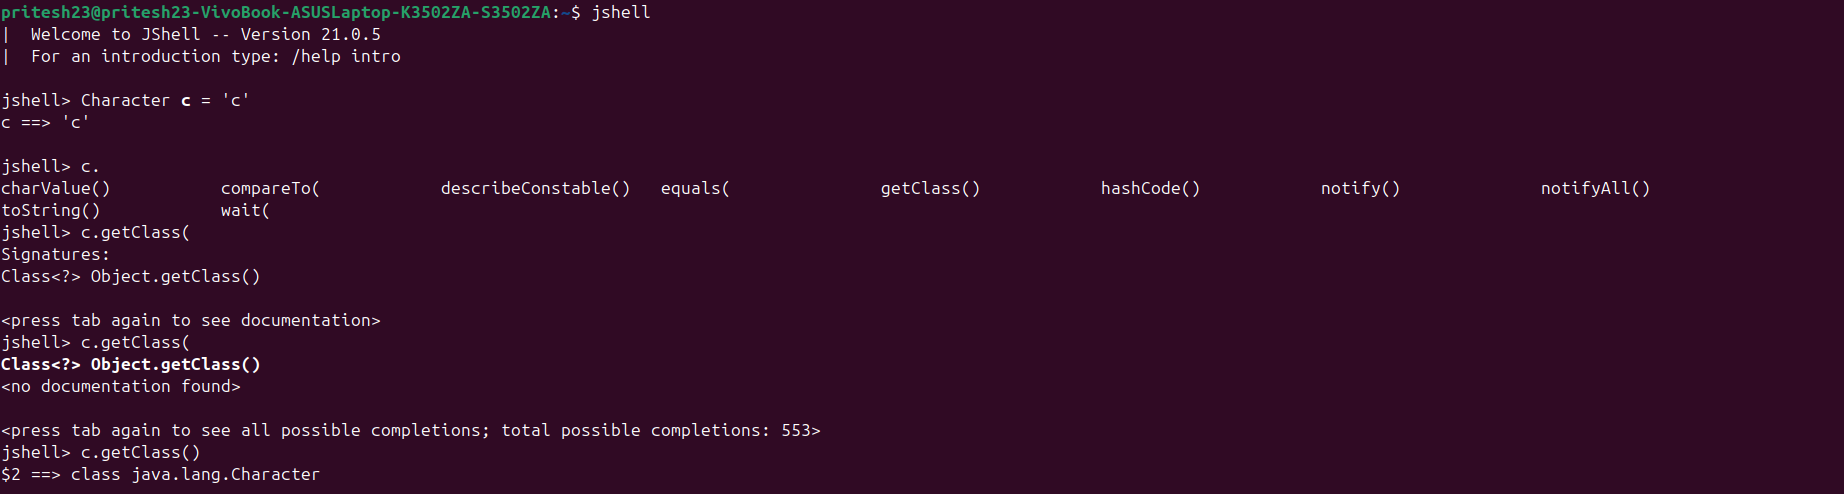 pritesh23@pritesh23-VivoBook-ASUSLaptop-K3502ZA-S3502ZA:~$ jshell
|  Welcome to JShell -- Version 21.0.5
|  For an introduction type: /help intro
jshell> Character c = 'c'
c ==> 'c'
jshell> c.
charValue()           compareTo(            describeConstable()   equals(               getClass()            hashCode()            notify()              notifyAll()
toString()            wait(
jshell> c.getClass(
Signatures:
Class<?> Object.getClass()
<press tab again to see documentation>
jshell> c.getClass(
Class<?> Object.getClass()
<no documentation found>
<press tab again to see all possible completions; total possible completions: 553>
jshell> c.getClass()
$2 ==> class java.lang.Character